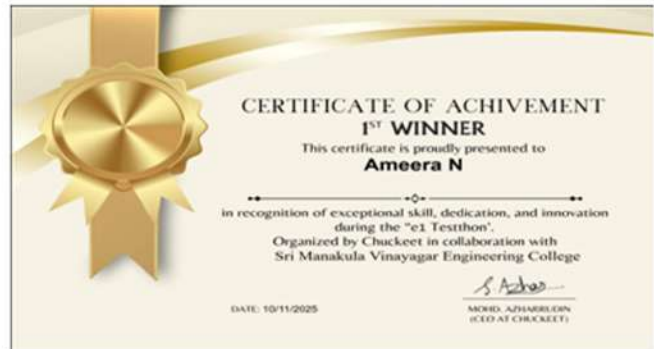 CERTIFICATE OF ACHIVEMENT
1ST WINNER
This certificate is proudly presented to
Ameera N
in recognition of exceptional skill, dedication, and innovation
during the "e1 Testthon'.
Organized by Chuckeet in collaboration with
Sri Manakula Vinayagar Engineering College
S. Azhar
DATE: 10/11/2025
MOHD. AZHARRUDIN
(CEO AT CHUCKEET)